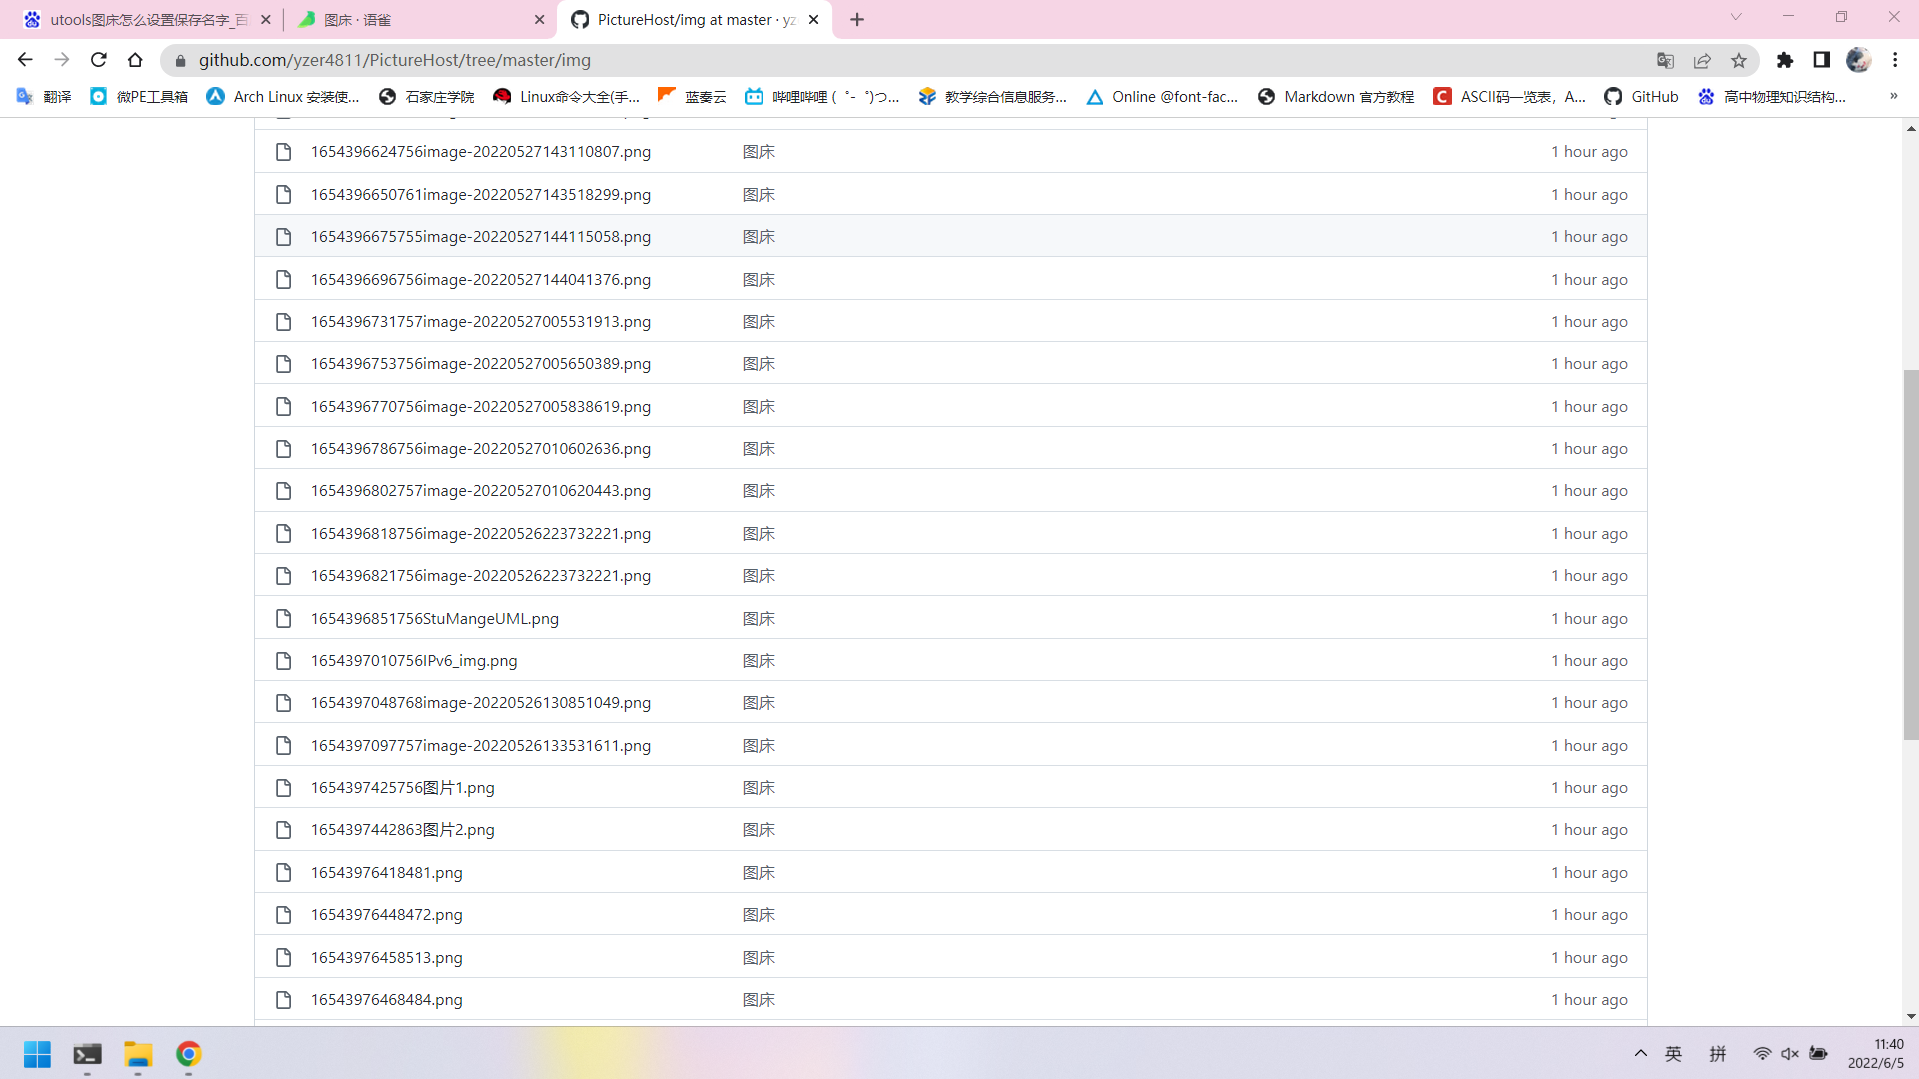 utools图床怎么设置保存名字_百
图床 · 语雀
PictureHost/img at master · yz
github.com/yzer4811/PictureHost/tree/master/img
翻译
微PE工具箱
Arch Linux 安装使...
石家庄学院
Linux命令大全(手...
蓝奏云
哔哩哔哩 (゜-゜)つ...
教学综合信息服务...
Online @font-fac...
Markdown 官方教程
ASCII码一览表，A...
GitHub
高中物理知识结构...
»
1654396624756image-20220527143110807.png 图床 1 hour ago
1654396650761image-20220527143518299.png 图床 1 hour ago
1654396675755image-20220527144115058.png 图床 1 hour ago
1654396696756image-20220527144041376.png 图床 1 hour ago
1654396731757image-20220527005531913.png 图床 1 hour ago
1654396753756image-20220527005650389.png 图床 1 hour ago
1654396770756image-20220527005838619.png 图床 1 hour ago
1654396786756image-20220527010602636.png 图床 1 hour ago
1654396802757image-20220527010620443.png 图床 1 hour ago
1654396818756image-20220526223732221.png 图床 1 hour ago
1654396821756image-20220526223732221.png 图床 1 hour ago
1654396851756StuMangeUML.png 图床 1 hour ago
1654397010756IPv6_img.png 图床 1 hour ago
1654397048768image-20220526130851049.png 图床 1 hour ago
1654397097757image-20220526133531611.png 图床 1 hour ago
1654397425756图片1.png 图床 1 hour ago
1654397442863图片2.png 图床 1 hour ago
16543976418481.png 图床 1 hour ago
16543976448472.png 图床 1 hour ago
16543976458513.png 图床 1 hour ago
16543976468484.png 图床 1 hour ago
英
拼
11:40
2022/6/5